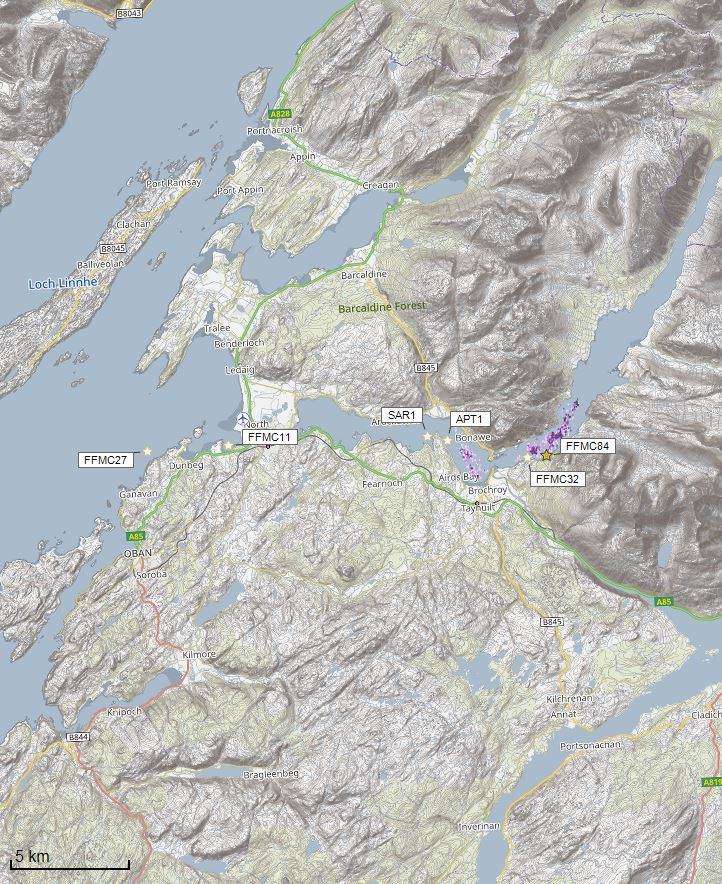 B8043
A828
Portnacroish
Appin
Port Ramsay
Port Appin
Creagan
Clachan
B8045
Balliveolan
Loch Linnhe
Barcaldine
Barcaldine Forest
Tralee
Benderloch
Ledaig
B845
North
SAR1
APT1
FFMC11
Bonawe
FFMC27
FFMC84
Dunbeg
FFMC32
Fearnoch
Airds Bay
Ganavan
Brochroy
Taynuilt
A85
OBAN
Soroba
A85
B845
Kilmore
Kilchrenan
Knipoch
Annat
Cladich
B844
Portsonachan
Bragleenbeg
A819
Inverinan
5 km